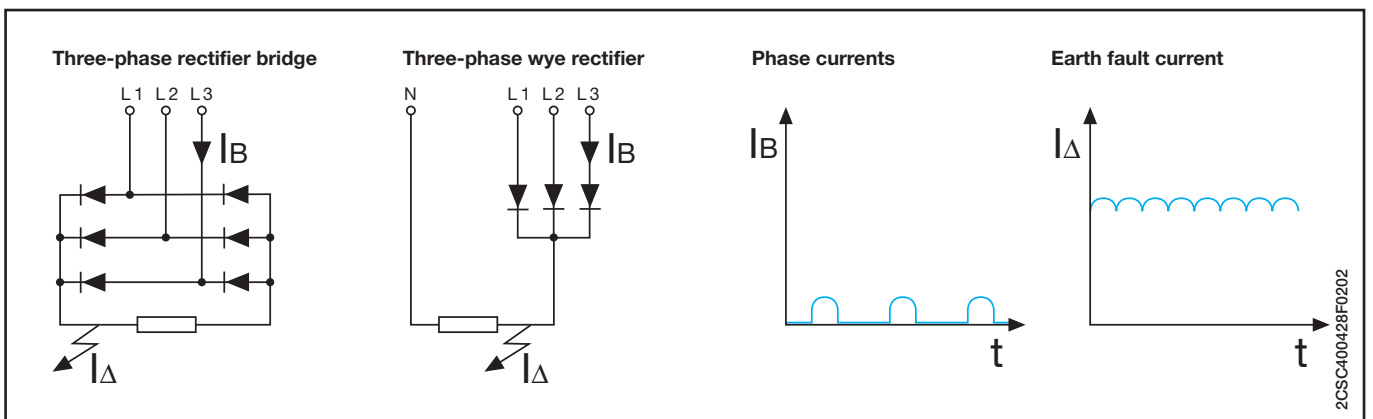 Three-phase rectifier bridge
Three-phase wye rectifier
Phase currents
Earth fault current
L1 L2 L3
N
L1 L2 L3
IB
IB
IB
IΔ
IΔ
IΔ
t
t
2CSC400428F0202